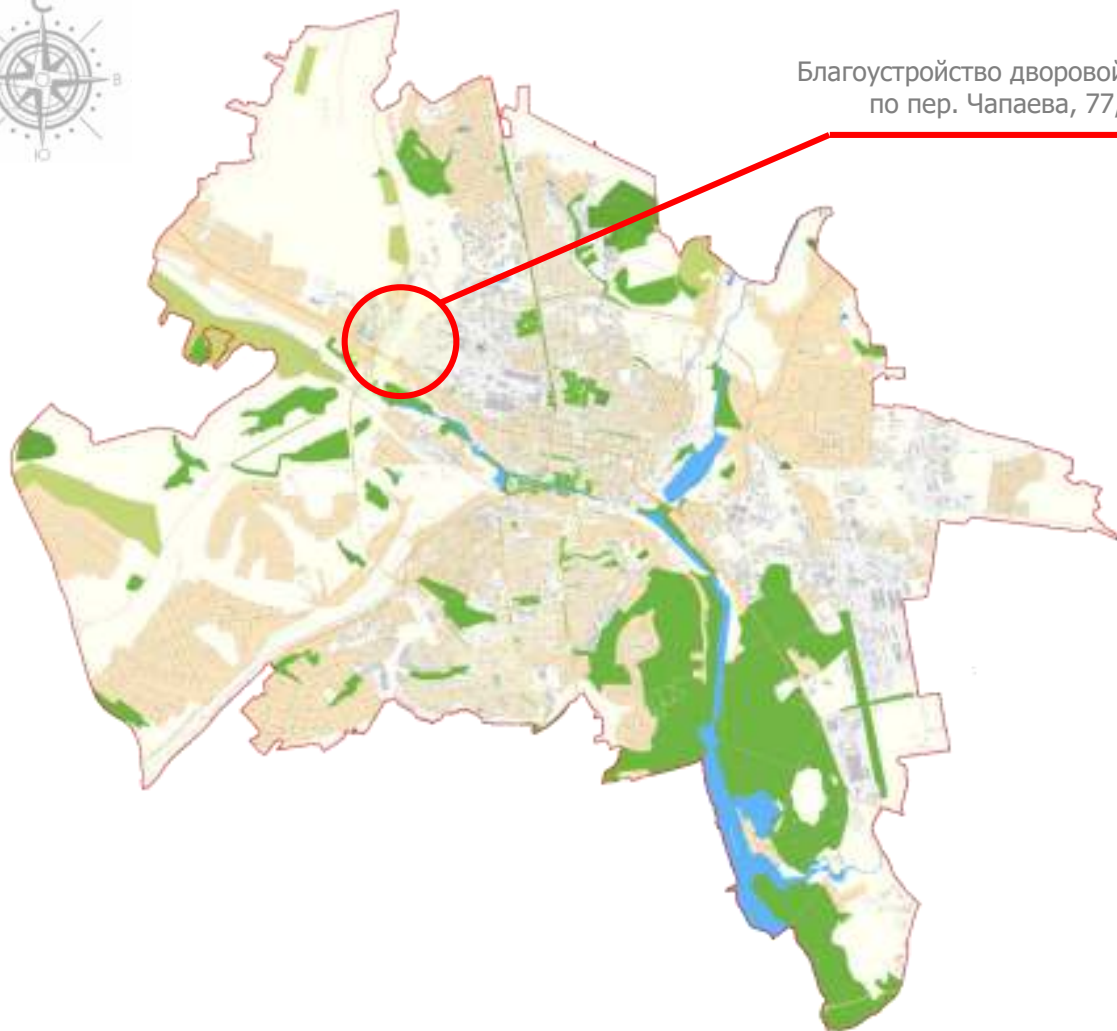 С
В
Ю
Благоустройство дворовой
по пер. Чапаева, 77,